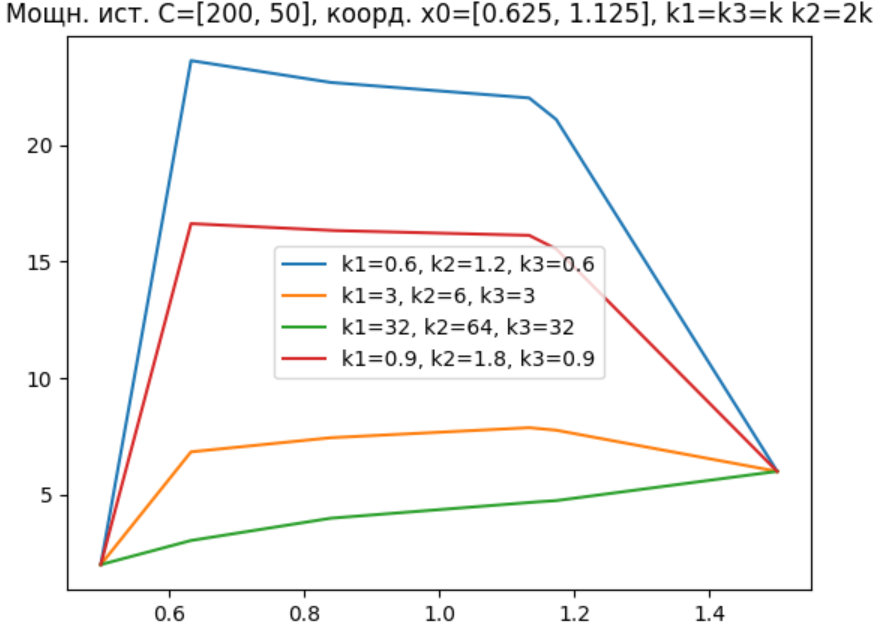 Мощн. ист. C=[200, 50], коорд. x0=[0.625, 1.125], k1=k3=k k2=2k
20
15
10
5
k1=0.6, k2=1.2, k3=0.6
k1=3, k2=6, k3=3
k1=32, k2=64, k3=32
k1=0.9, k2=1.8, k3=0.9
0.6 0.8 1.0 1.2 1.4